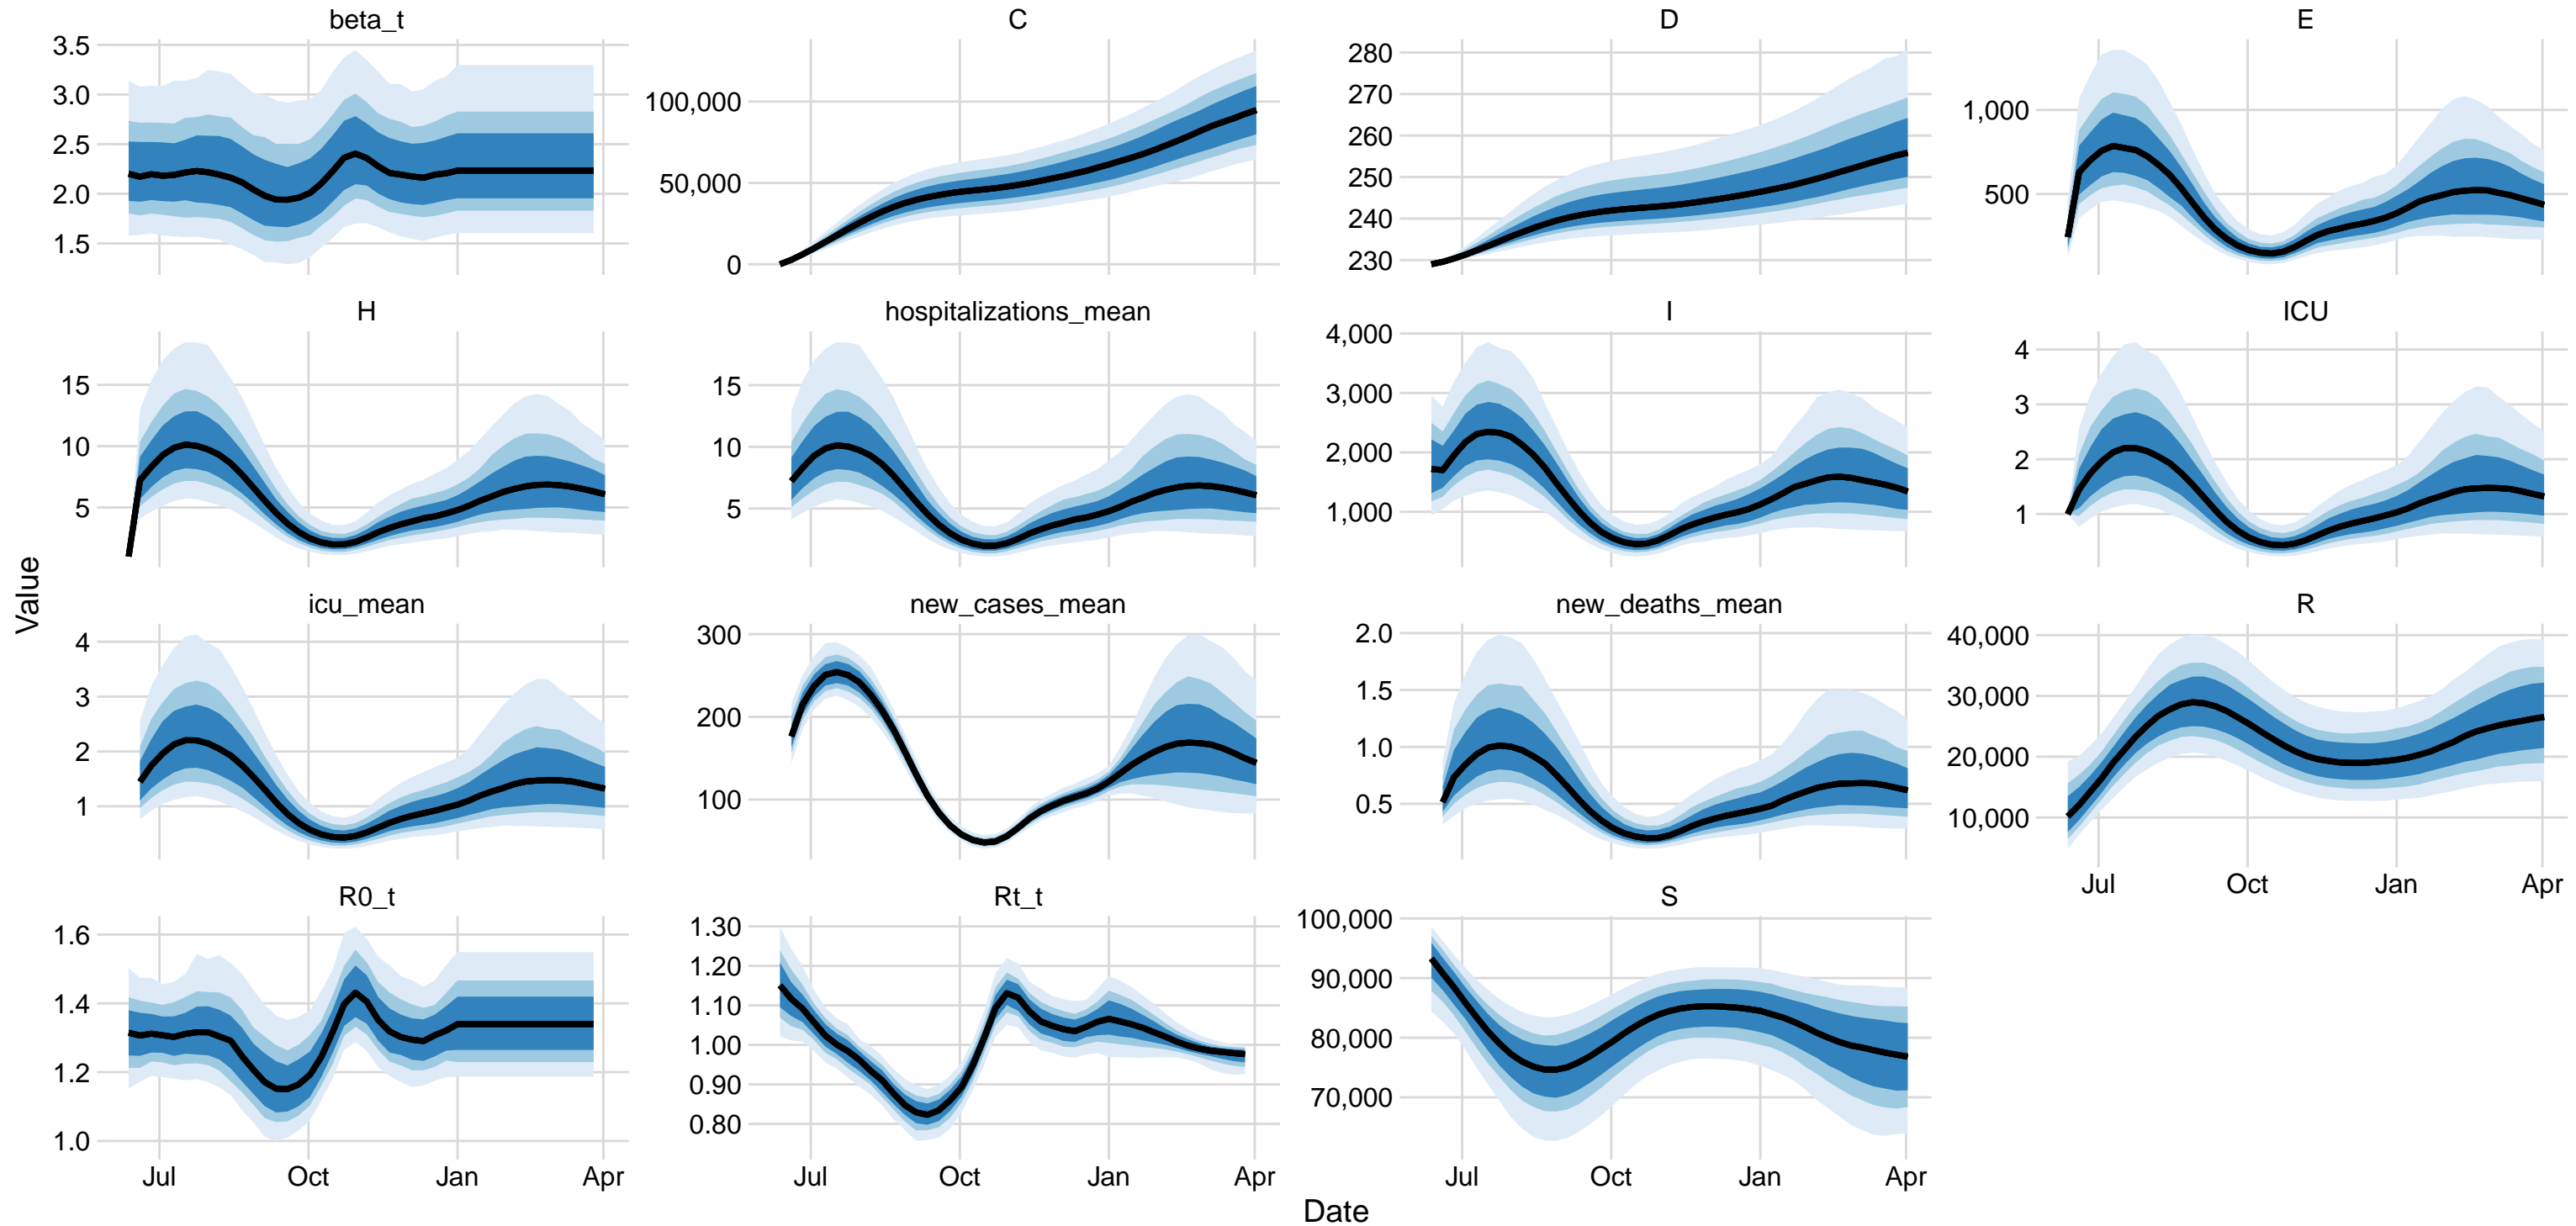 beta_t
C
D
E
3.5
3.0
2.5
2.0
1.5
100,000
50,000
0
280
270
260
250
240
230
1,000
500
H
hospitalizations_mean
I
ICU
15
10
5
15
10
5
4,000
3,000
2,000
1,000
4
3
2
1
Value
icu_mean
new_cases_mean
new_deaths_mean
R
4
3
2
1
300
200
100
2.0
1.5
1.0
0.5
40,000
30,000
20,000
10,000
Jul Oct Jan Apr
R0_t
Rt_t
S
1.6
1.4
1.2
1.0
1.30
1.20
1.10
1.00
0.90
0.80
100,000
90,000
80,000
70,000
Jul Oct Jan Apr
Jul Oct Jan Apr
Jul Oct Jan Apr
Date